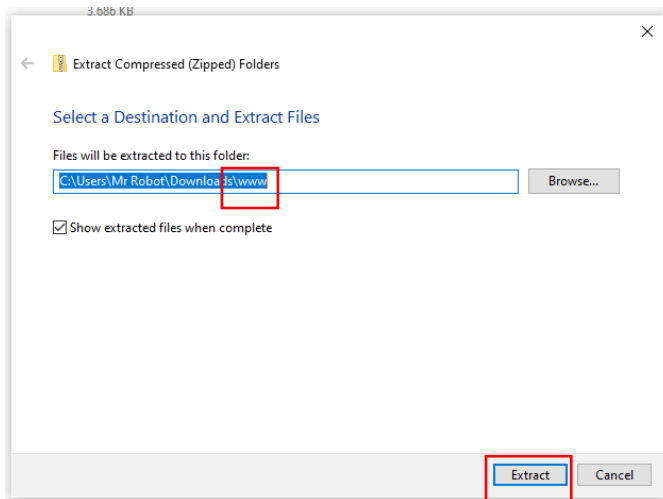 3.686 KB
Extract Compressed (Zipped) Folders
Select a Destination and Extract Files
Files will be extracted to this folder:
C:\Users\Mr Robot\Downloads\www
Browse...
Show extracted files when complete
Extract
Cancel